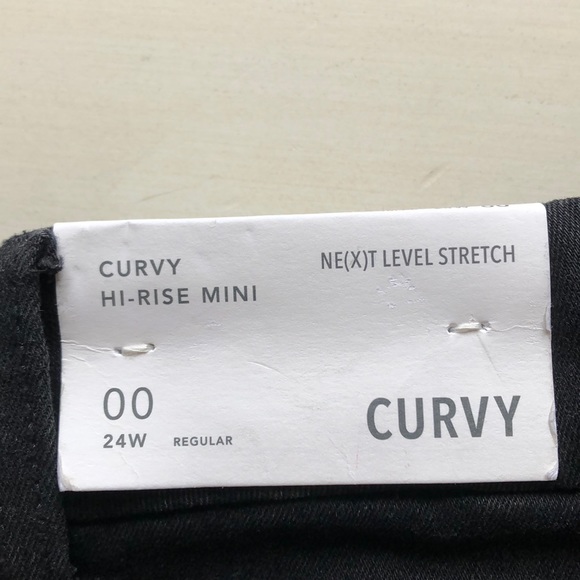 CURVY
HI-RISE MINI
NE(X)T LEVEL STRETCH
00
24W REGULAR
CURVY